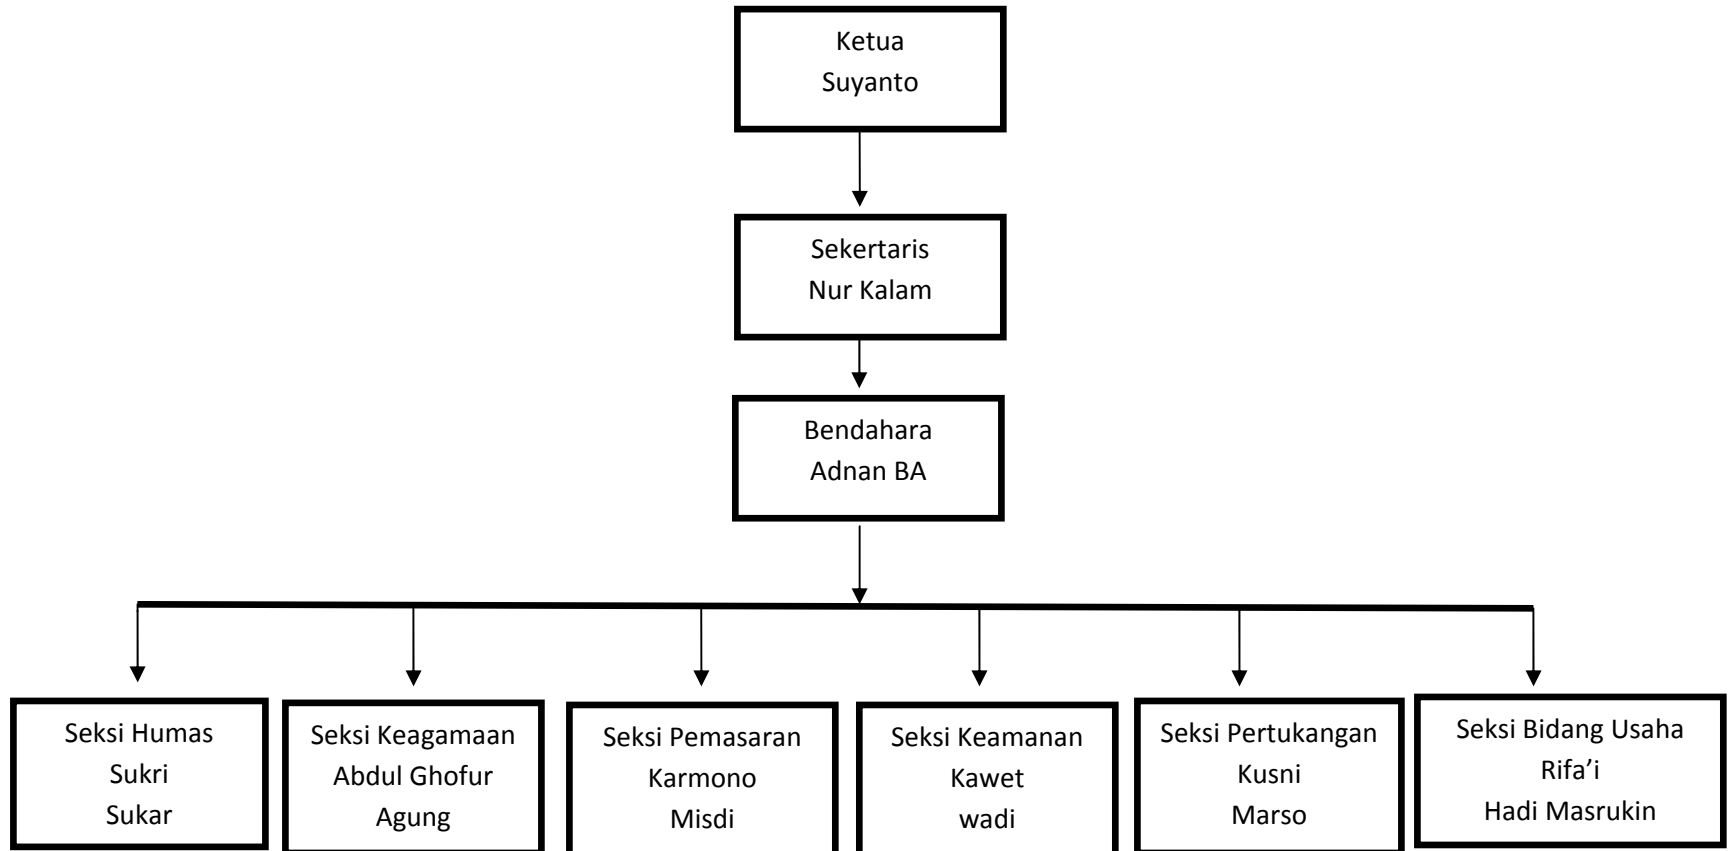 Ketua
Suyanto
Sekertaris
Nur Kalam
Bendahara
Adnan BA
Seksi Humas
Sukri
Sukar
Seksi Keagamaan
Abdul Ghofur
Agung
Seksi Pemasaran
Karmono
Misdi
Seksi Keamanan
Kawet
wadi
Seksi Pertukangan
Kusni
Marso
Seksi Bidang Usaha
Rifa’i
Hadi Masrukin